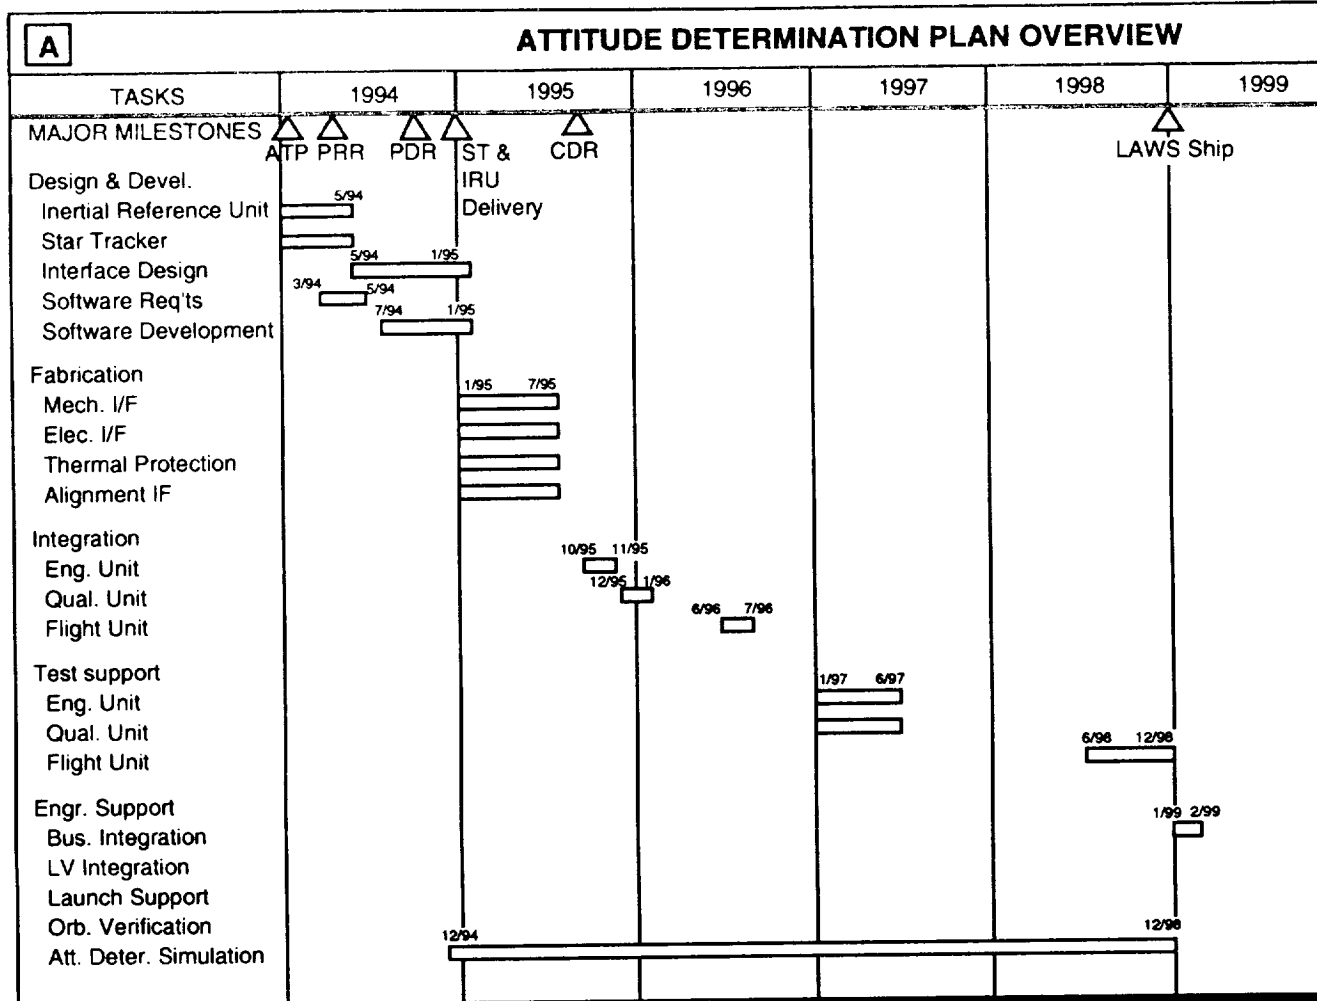 A
ATTITUDE DETERMINATION PLAN OVERVIEW
TASKS 1994 1995 1996 1997 1998 1999
MAJOR MILESTONES
ATP PRR PDR ST & CDR LAWS Ship
IRU
Delivery
Design & Devel.
5/94
Inertial Reference Unit
Star Tracker
5/94 1/95
Interface Design
3/94 5/94
Software Req'ts
7/94 1/95
Software Development
Fabrication
1/95 7/95
Mech. I/F
Elec. I/F
Thermal Protection
Alignment IF
Integration
10/95 11/95
Eng. Unit
12/95 1/96
Qual. Unit
6/96 7/96
Flight Unit
Test support
1/97 6/97
Eng. Unit
Qual. Unit
6/98 12/98
Flight Unit
Engr. Support
1/99 2/99
Bus. Integration
LV Integration
Launch Support
Orb. Verification
12/94 12/98
Att. Deter. Simulation